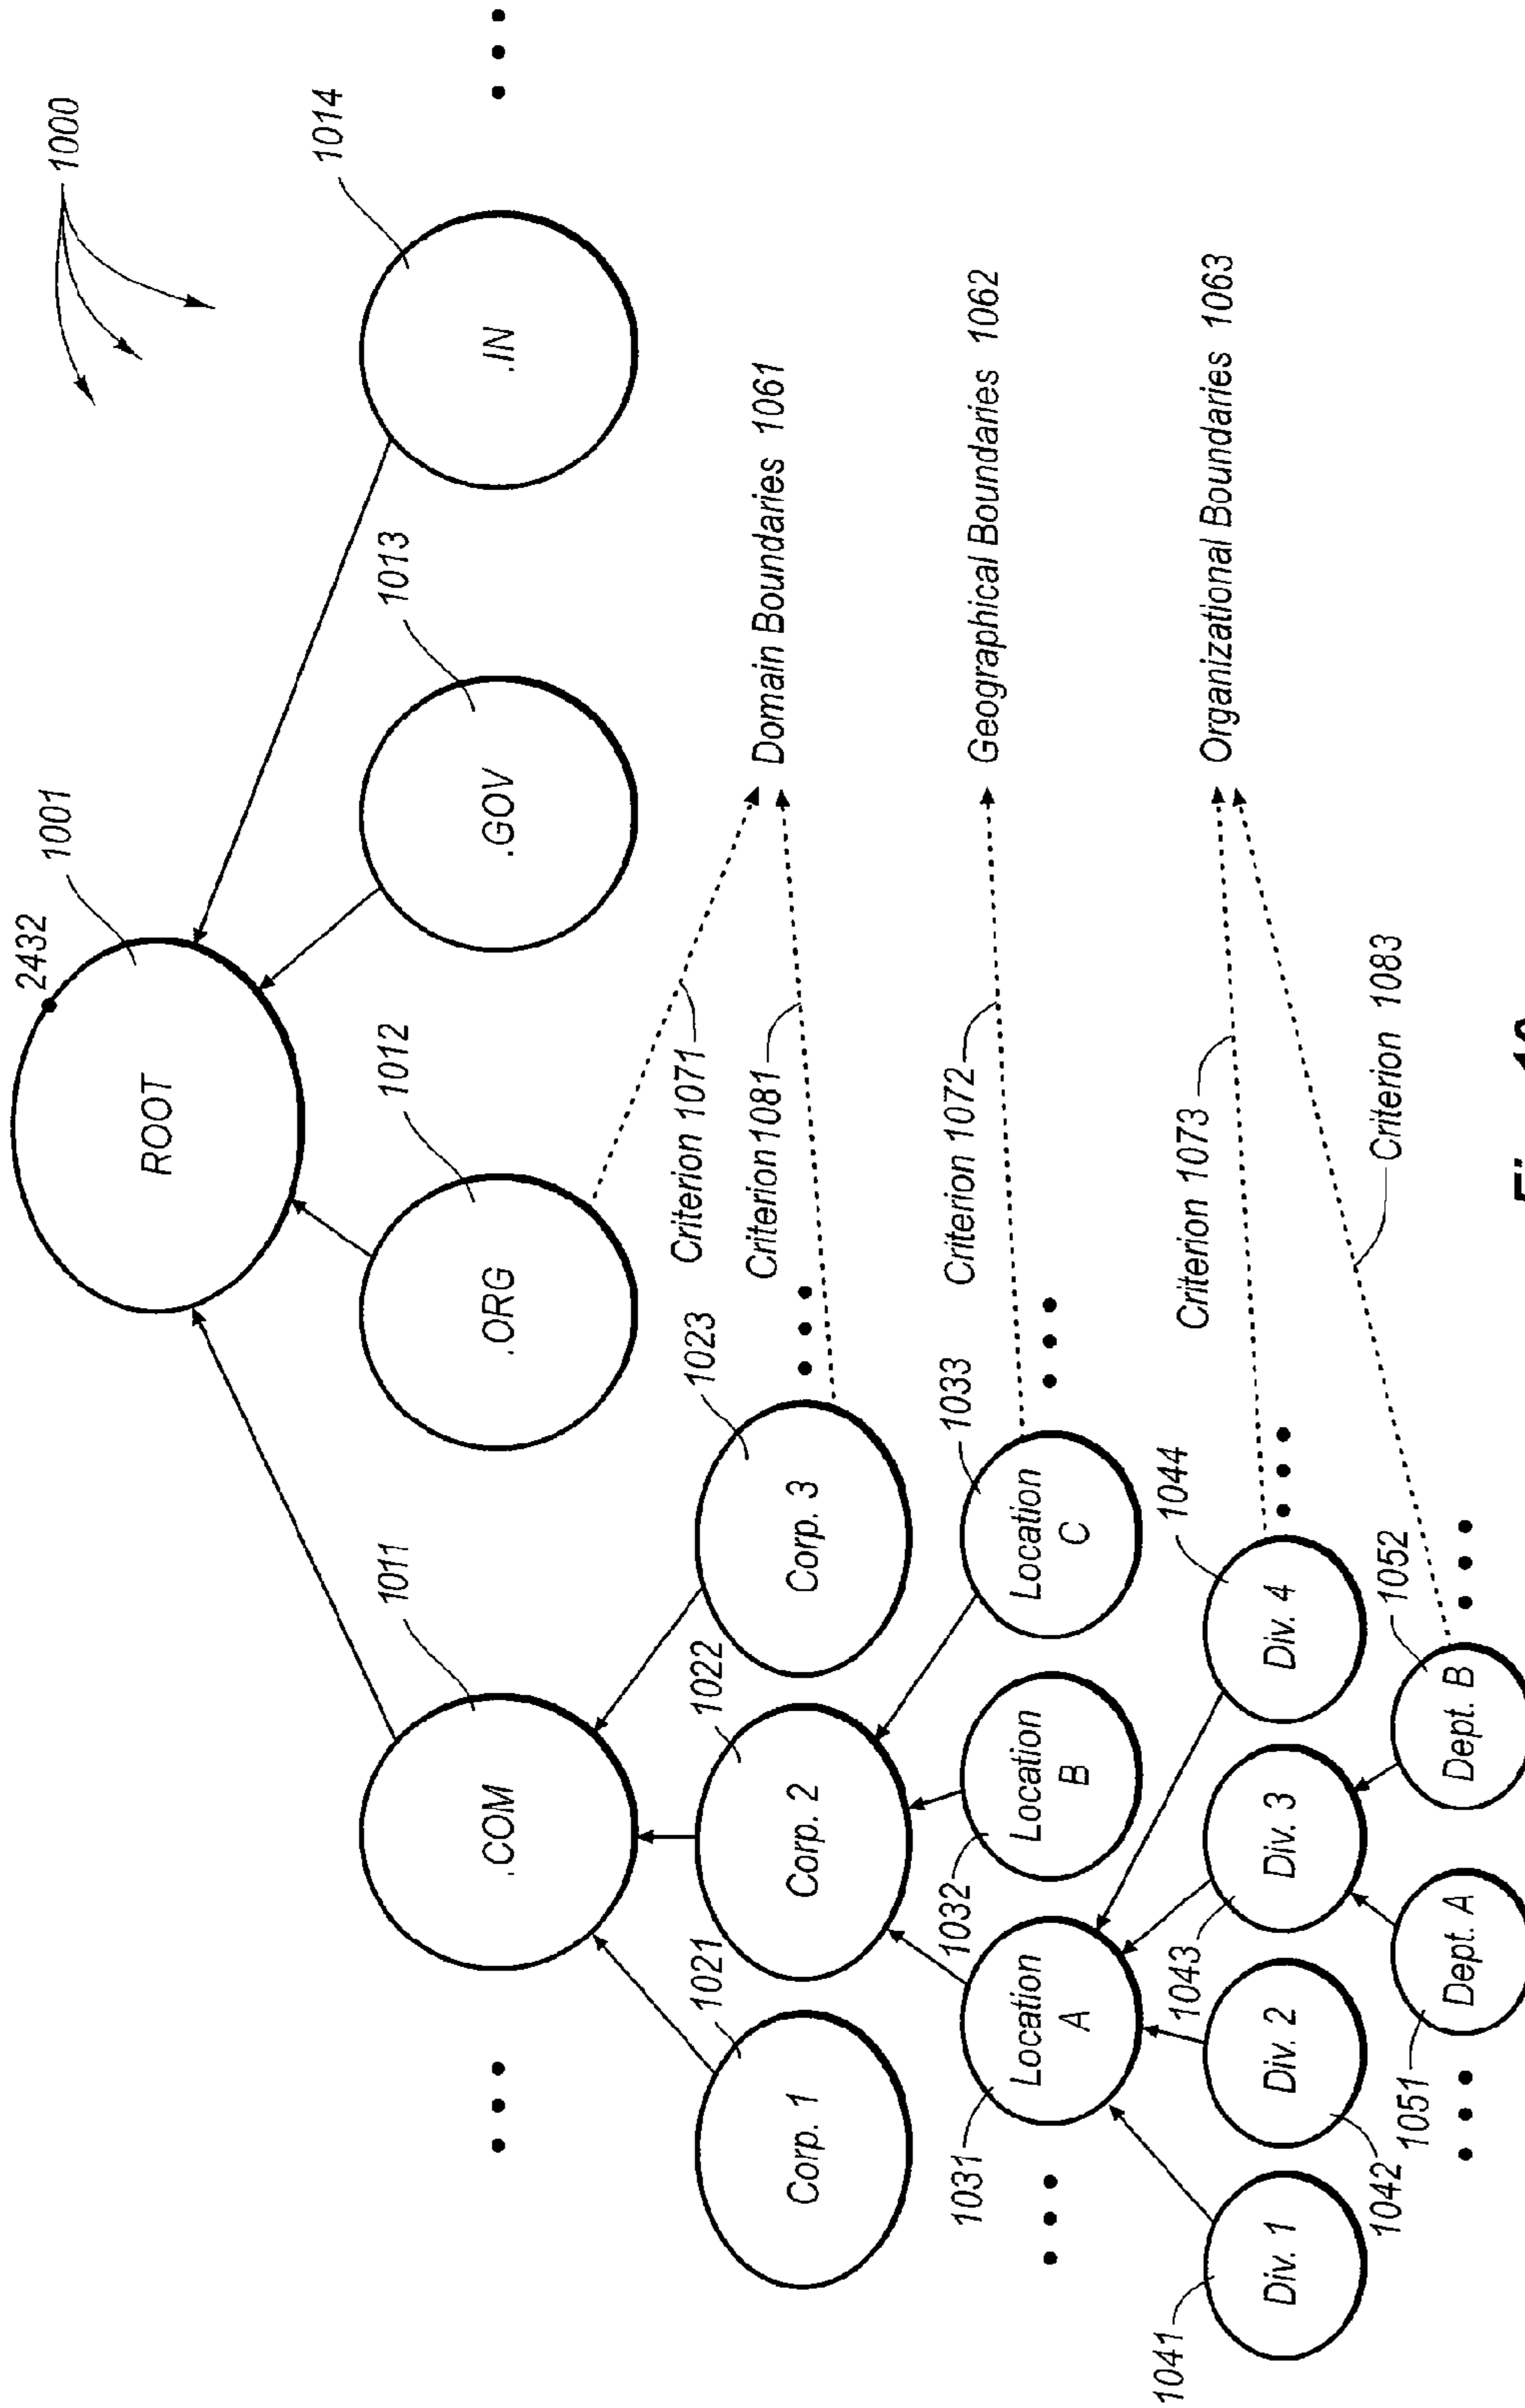 1000
2432
1001
ROOT
1014
.IN
1013
.GOV
1012
.ORG
1011
.COM
Domain Boundaries 1061
Criterion 1071
Criterion1081
1023
Corp. 3
1022
Corp. 2
1021
Corp. 1
Geographical Boundaries 1062
Criterion 1072
1033
Location
C
1032
Location
B
1031
Location
A
Organizational Boundaries 1063
Criterion 1073
Criterion 1083
1044
Div. 4
1043
Div. 3
1042
Div. 2
1041
Div. 1
1052
Dept. B
1051
Dept. A